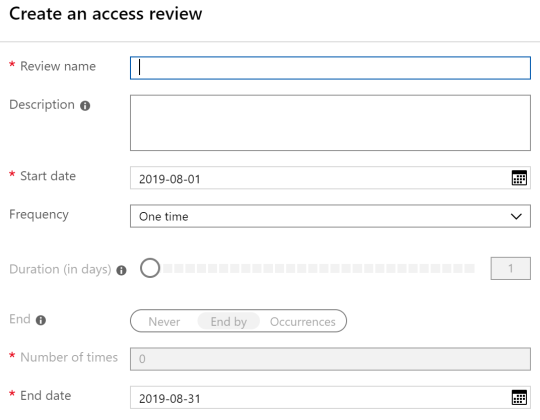 Create an access review
* Review name
Description
* Start date
2019-08-01
Frequency
One time
Duration (in days)
1
End
Never End by Occurrences
* Number of times
0
* End date
2019-08-31